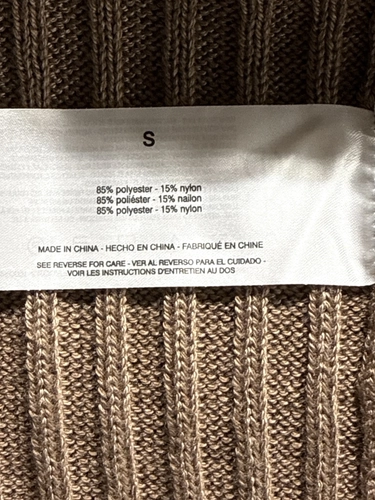 S
85% polyester - 15% nylon
85% poliéster - 15% nailon
85% polyester - 15% nylon
MADE IN CHINA - HECHO EN CHINA - FABRIQUÉ EN CHINE
SEE REVERSE FOR CARE - VER AL REVERSO PARA EL CUIDADO -
VOIR LES INSTRUCTIONS D'ENTRETIEN AU DOS